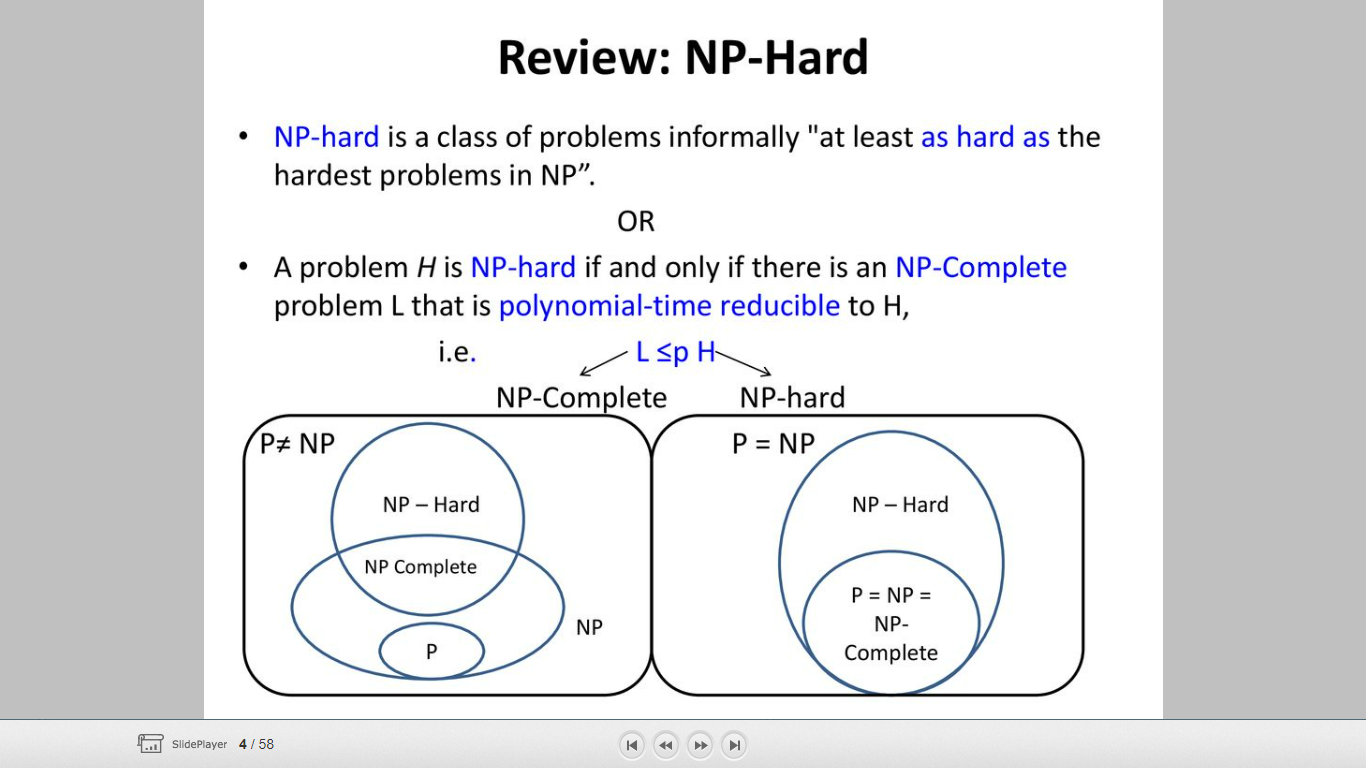 Review: NP-Hard
• NP-hard is a class of problems informally "at least as hard as the
hardest problems in NP”.
OR
• A problem H is NP-hard if and only if there is an NP-Complete
problem L that is polynomial-time reducible to H,
i.e. L ≤p H
NP-Complete NP-hard
P≠ NP
NP – Hard
NP Complete
NP
P
P = NP
NP – Hard
P = NP =
NP-
Complete
SlidePlayer 4 / 58